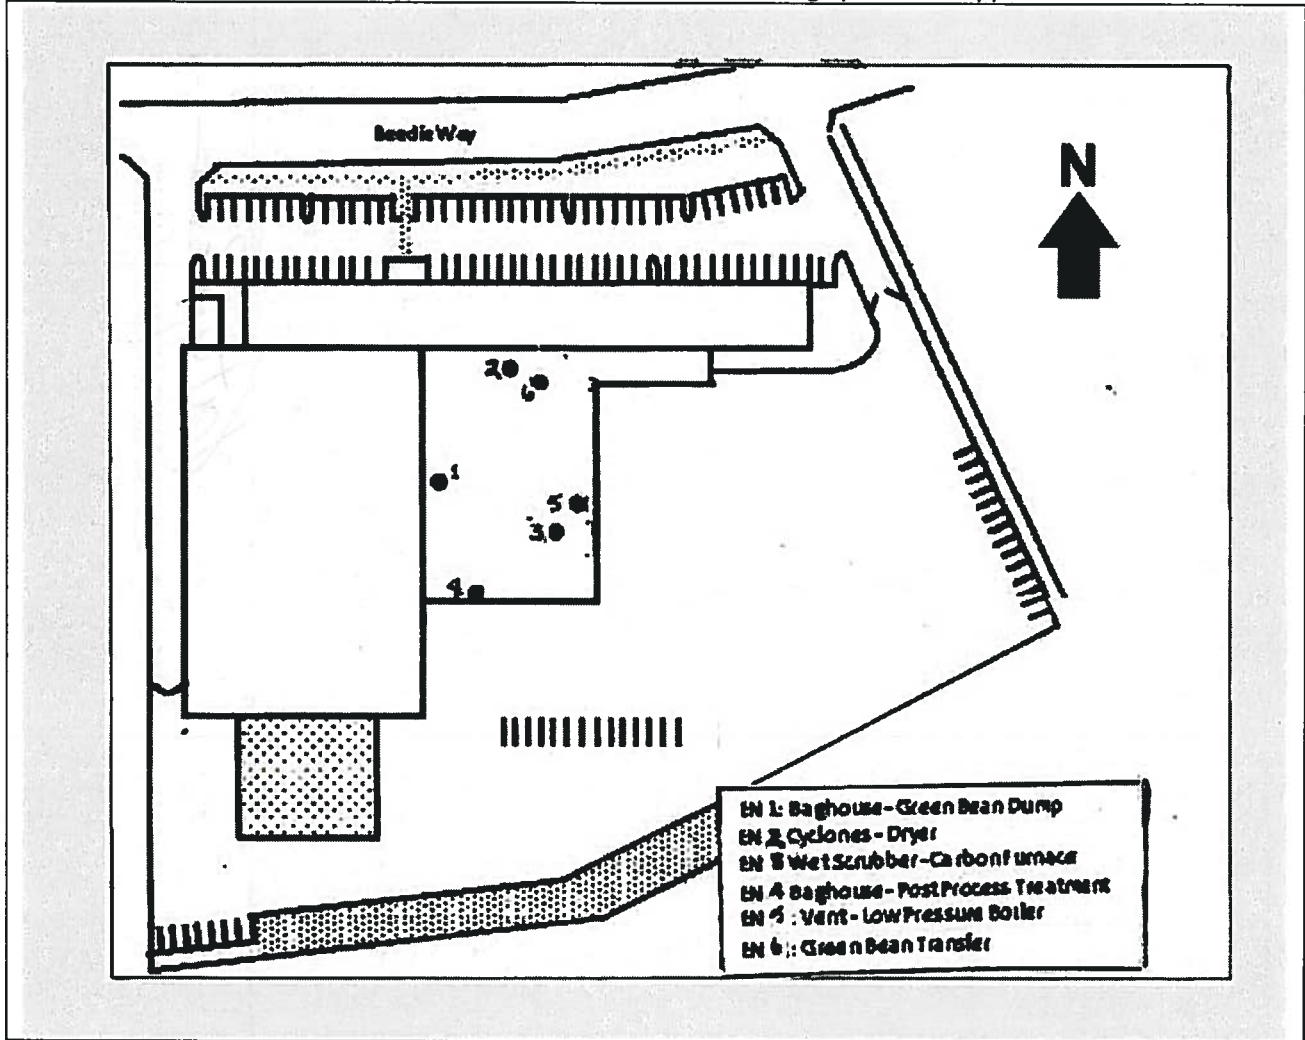 Beedie Way
N
2
6
1
5
3
4
EN 1: Baghouse - Green Bean Dump
EN 2 Cyclones - Dryer
EN 3 Wet Scrubber - Carbon Furnace
EN 4 Baghouse - Post Process Treatment
EN 5 : Vent - Low Pressure Boiler
EN 6 : Green Bean Transfer